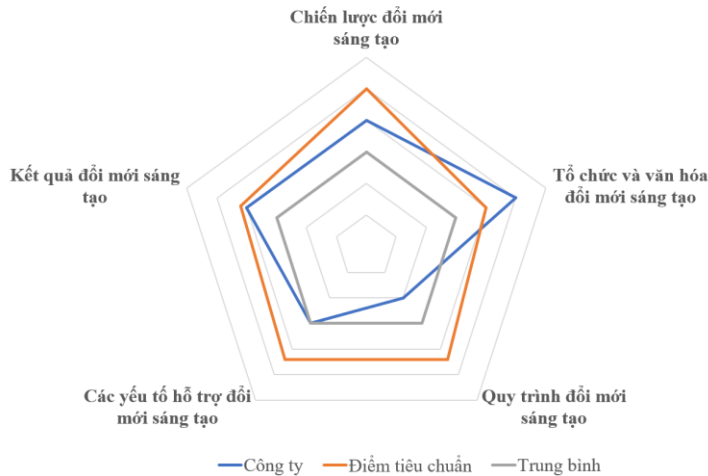 Chiến lược đổi mới
sáng tạo
Kết quả đổi mới sáng
tạo
Tổ chức và văn hóa
đổi mới sáng tạo
Các yếu tố hỗ trợ đổi
mới sáng tạo
Quy trình đổi mới
sáng tạo
Công ty
Điểm tiêu chuẩn
Trung bình